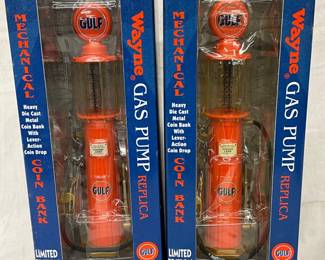 MECHANICAL COIN BANK
Heavy
Die Cast
Metal
Coin Bank
With
Lever-
Action
Coin Drop
LIMITED
GULF
GULF
Wayne® GAS PUMP
REPLICA
GULF
MECHANICAL COIN BANK
Heavy
Die Cast
Metal
Coin Bank
With
Lever-
Action
Coin Drop
LIMITED
GULF
GULF
Wayne® GAS PUMP
REPLICA
GULF